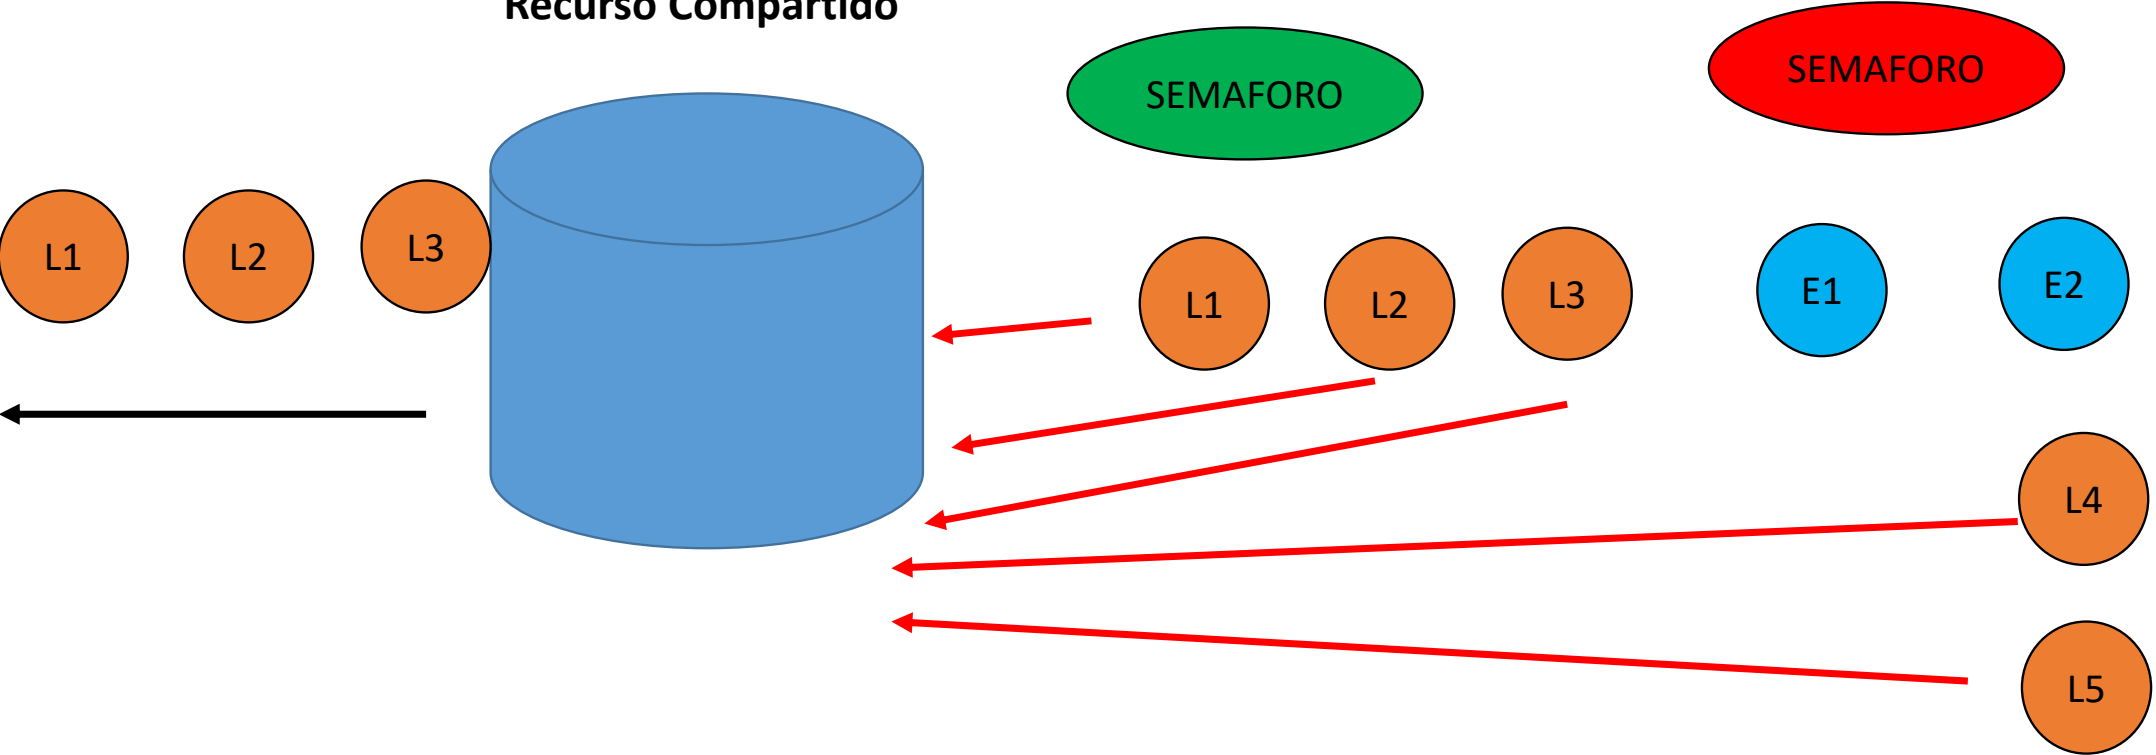 Recurso Compartido
SEMAFORO
SEMAFORO
L1
L2
L3
L1
L2
L3
E1
E2
L4
L5